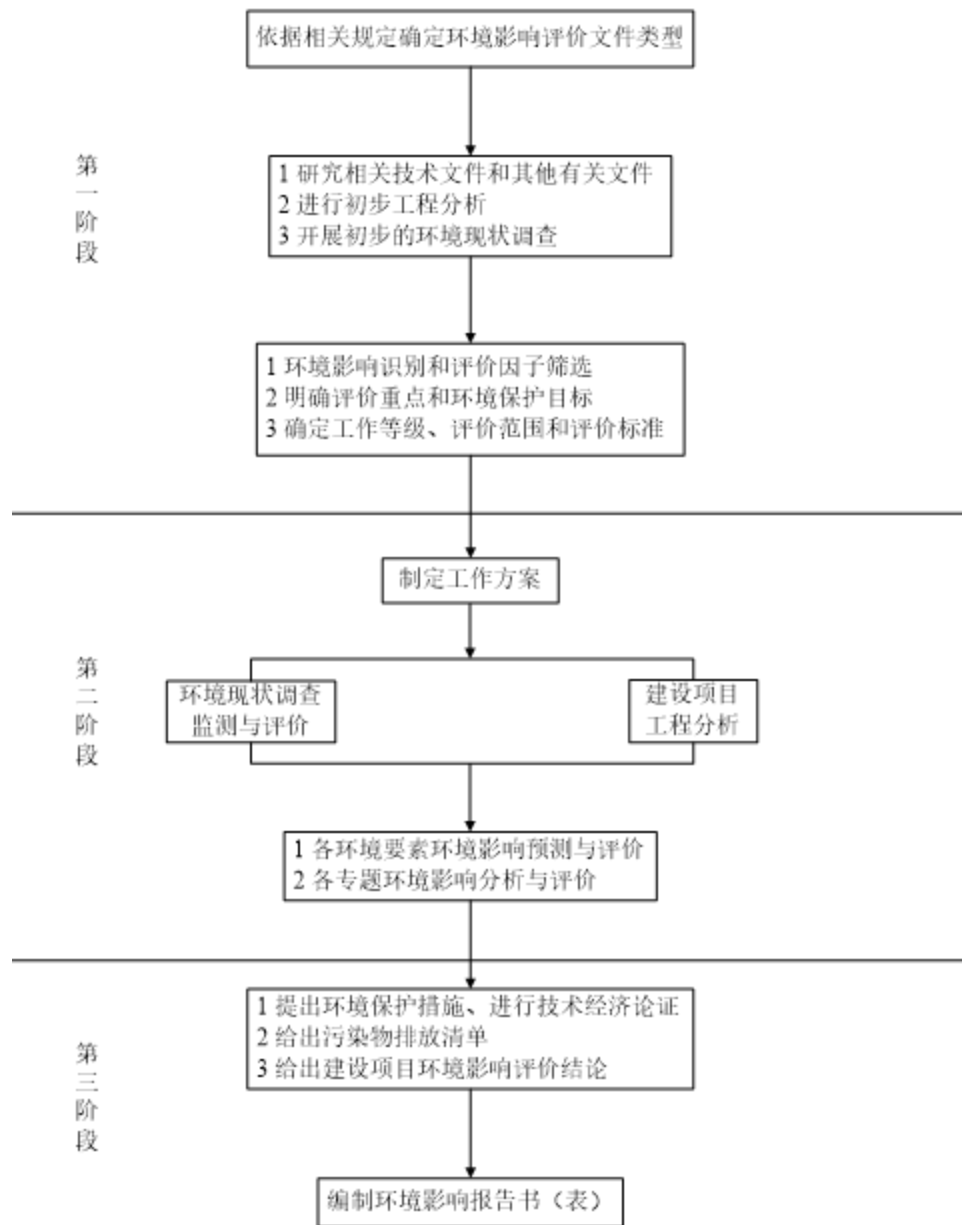 依据相关规定确定环境影响评价文件类型
第一阶段
1 研究相关技术文件和其他有关文件
2 进行初步工程分析
3 开展初步的环境现状调查
1 环境影响识别和评价因子筛选
2 明确评价重点和环境保护目标
3 确定工作等级、评价范围和评价标准
制定工作方案
第二阶段
环境现状调查
监测与评价
建设项目
工程分析
1 各环境要素环境影响预测与评价
2 各专题环境影响分析与评价
第三阶段
1 提出环境保护措施、进行技术经济论证
2 给出污染物排放清单
3 给出建设项目环境影响评价结论
编制环境影响报告书（表）